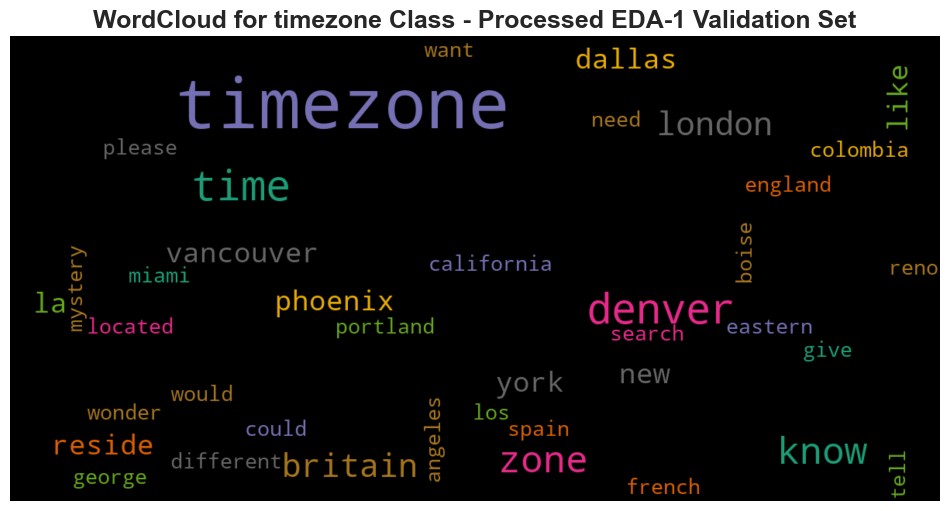 WordCloud for timezone Class - Processed EDA-1 Validation Set
want
dallas
like
timezone
need
london
please
colombia
time
england
vancouver
california
boise
reno
mystery
miami
la
phoenix
denver
located
portland
search
eastern
give
york
new
would
wonder
could
los
angeles
spain
reside
different
britain
zone
know
george
french
tell